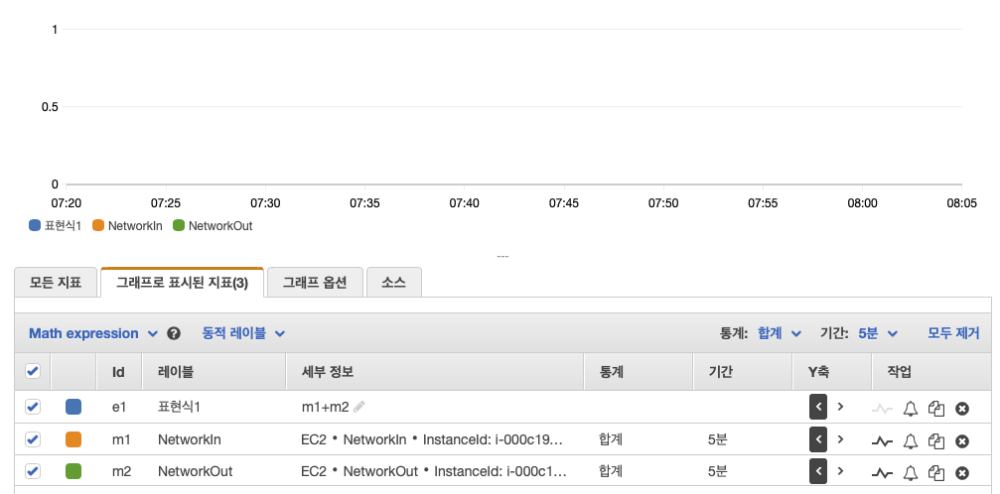 1
0.5
0
07:20 07:25 07:30 07:35 07:40 07:45 07:50 07:55 08:00 08:05
표현식1 NetworkIn NetworkOut
---
모든 지표 그래프로 표시된 지표(3) 그래프 옵션 소스
Math expression ? 동적 레이블 통계: 합계 기간: 5분 모두 제거
Id 레이블 세부 정보 통계 기간 Y축 작업
e1 표현식1 m1+m2 < >
m1 NetworkIn EC2 • NetworkIn • InstanceId: i-000c19... 합계 5분 < >
m2 NetworkOut EC2 • NetworkOut • InstanceId: i-000c1... 합계 5분 < >